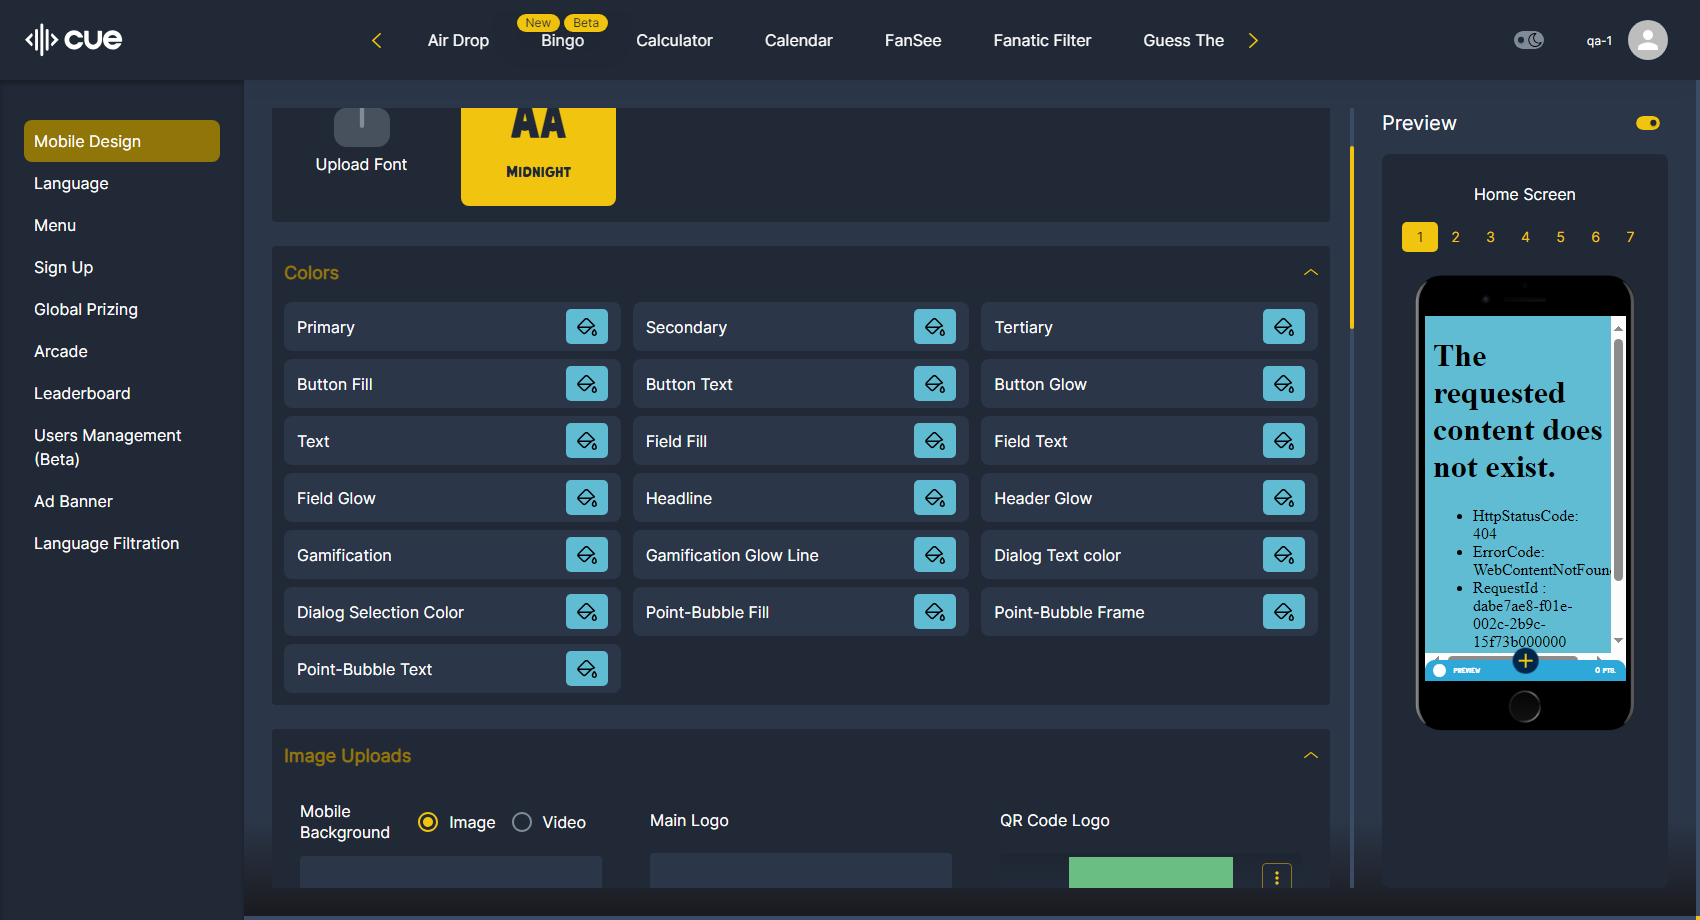 cue
New
Beta
Air Drop
Bingo
Calculator
Calendar
FanSee
Fanatic Filter
Guess The
qa-1
Mobile Design
Language
Menu
Sign Up
Global Prizing
Arcade
Leaderboard
Users Management
(Beta)
Ad Banner
Language Filtration
AA
Upload Font
MIDNIGHT
Colors
Primary
Secondary
Tertiary
Button Fill
Button Text
Button Glow
Text
Field Fill
Field Text
Field Glow
Headline
Header Glow
Gamification
Gamification Glow Line
Dialog Text color
Dialog Selection Color
Point-Bubble Fill
Point-Bubble Frame
Point-Bubble Text
Image Uploads
Mobile
Background
Image
Video
Main Logo
QR Code Logo
Preview
Home Screen
1 2 3 4 5 6 7
The
requested
content does
not exist.
HttpStatusCode:
404
ErrorCode:
WebContentNotFoun
RequestId :
dabe7ae8-f01e-
002c-2b9c-
15f73b000000
PREVIEW
0 PTS.